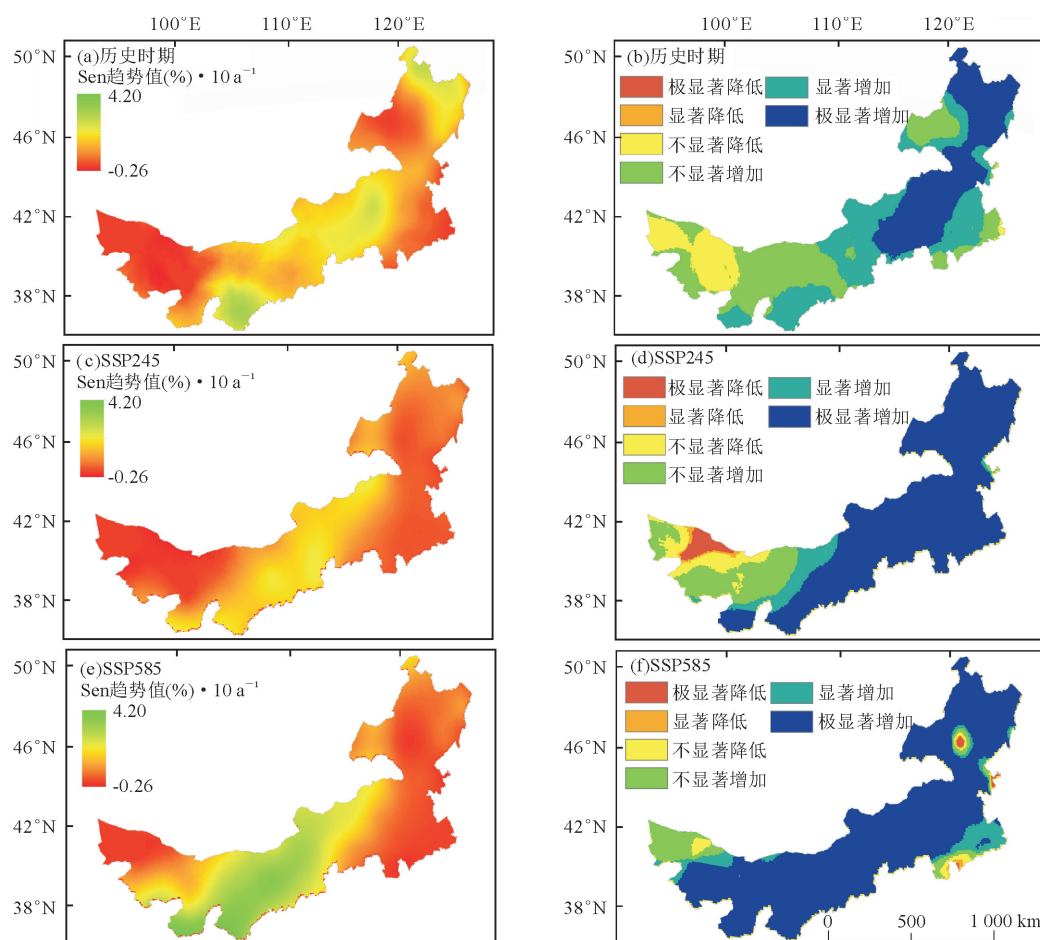 100°E 110°E 120°E
100°E 110°E 120°E
50°N
46°N
42°N
38°N
(a)历史时期
Sen趋势值(%)·10 a⁻¹
4.20
-0.26
50°N
46°N
42°N
38°N
(b)历史时期
极显著降低 显著增加
显著降低 极显著增加
不显著降低
不显著增加
50°N
46°N
42°N
38°N
(c)SSP245
Sen趋势值(%)·10 a⁻¹
4.20
-0.26
50°N
46°N
42°N
38°N
(d)SSP245
极显著降低 显著增加
显著降低 极显著增加
不显著降低
不显著增加
50°N
46°N
42°N
38°N
(e)SSP585
Sen趋势值(%)·10 a⁻¹
4.20
-0.26
50°N
46°N
42°N
38°N
(f)SSP585
极显著降低 显著增加
显著降低 极显著增加
不显著降低
不显著增加
0 500 1 000 km